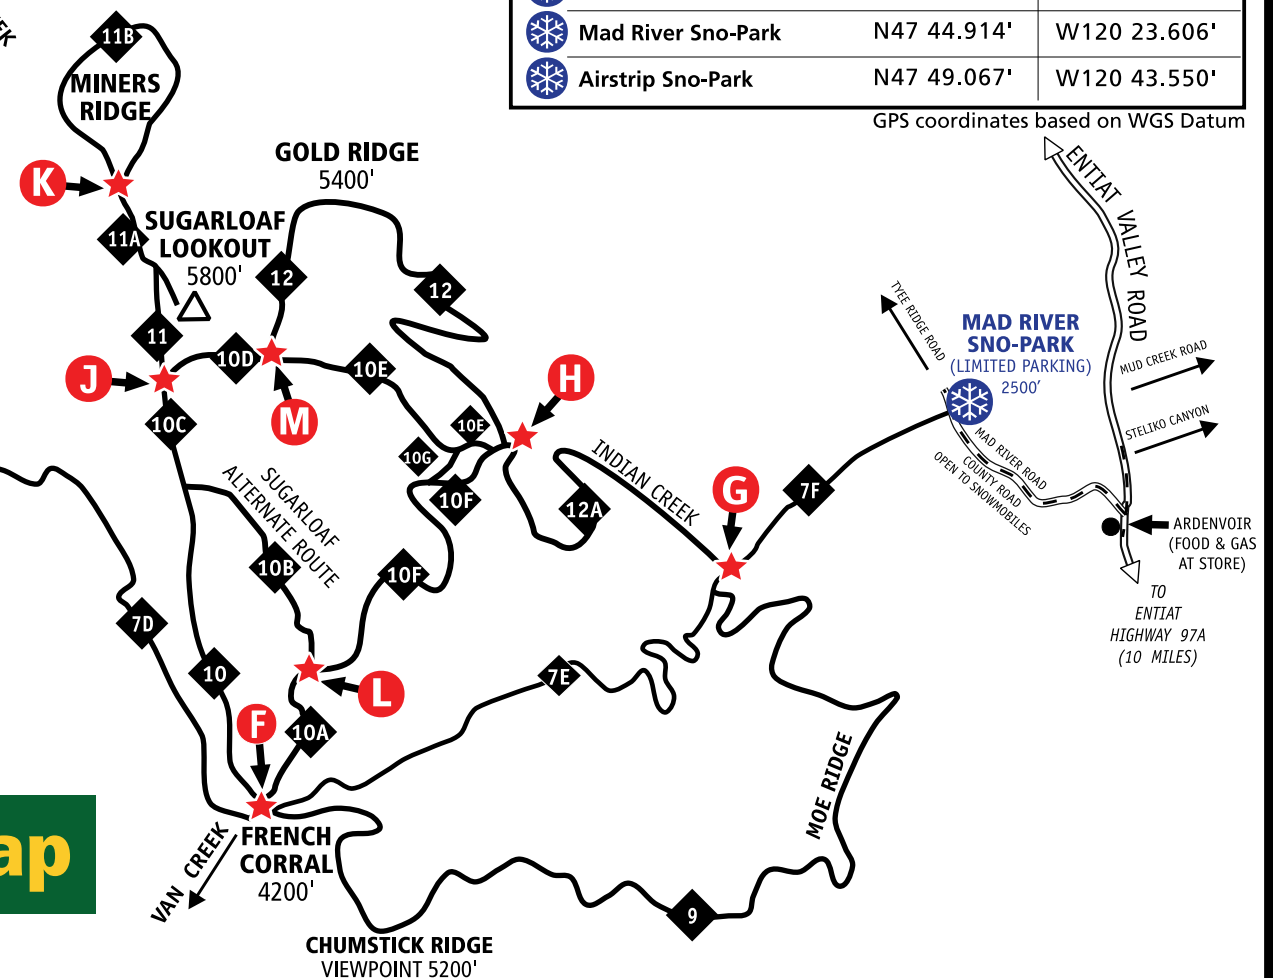 Mad River Sno-Park N47 44.914' W120 23.606'
Airstrip Sno-Park N47 49.067' W120 43.550'
GPS coordinates based on WGS Datum
11B
MINERS
RIDGE
K
11A
SUGARLOAF
LOOKOUT
5800'
GOLD RIDGE
5400'
12
12
11
J
10D
M
10E
H
10C
10E
10G
10F
12A
SUGARLOAF
ALTERNATE ROUTE
10B
10F
INDIAN CREEK
G
7F
ENTIAT VALLEY ROAD
TYEE RIDGE ROAD
MAD RIVER
SNO-PARK
(LIMITED PARKING)
2500'
MUD CREEK ROAD
STELIKO CANYON
MAD RIVER ROAD
COUNTY ROAD
OPEN TO SNOWMOBILES
ARDENVOIR
(FOOD & GAS
AT STORE)
TO
ENTIAT
HIGHWAY 97A
(10 MILES)
7D
10
L
F
10A
7E
MOE RIDGE
FRENCH
CORRAL
4200'
VAN CREEK
9
CHUMSTICK RIDGE
VIEWPOINT 5200'
ap